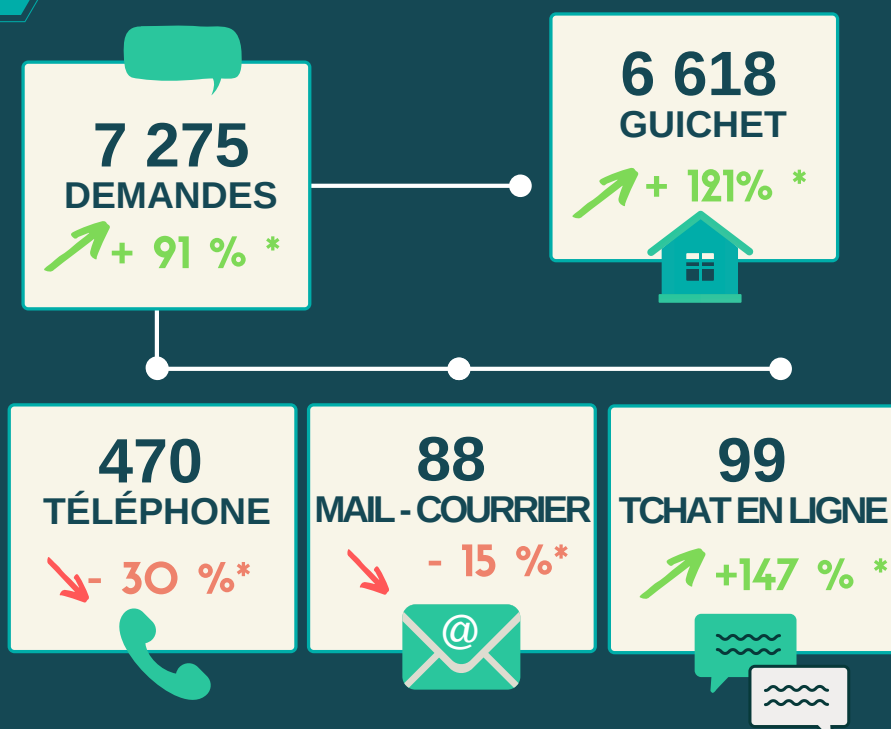 7 275
DEMANDES
+ 91 % *
6 618
GUICHET
+ 121% *
470
TÉLÉPHONE
- 30 %*
88
MAIL - COURRIER
- 15 %*
@
99
TCHAT EN LIGNE
+147 % *